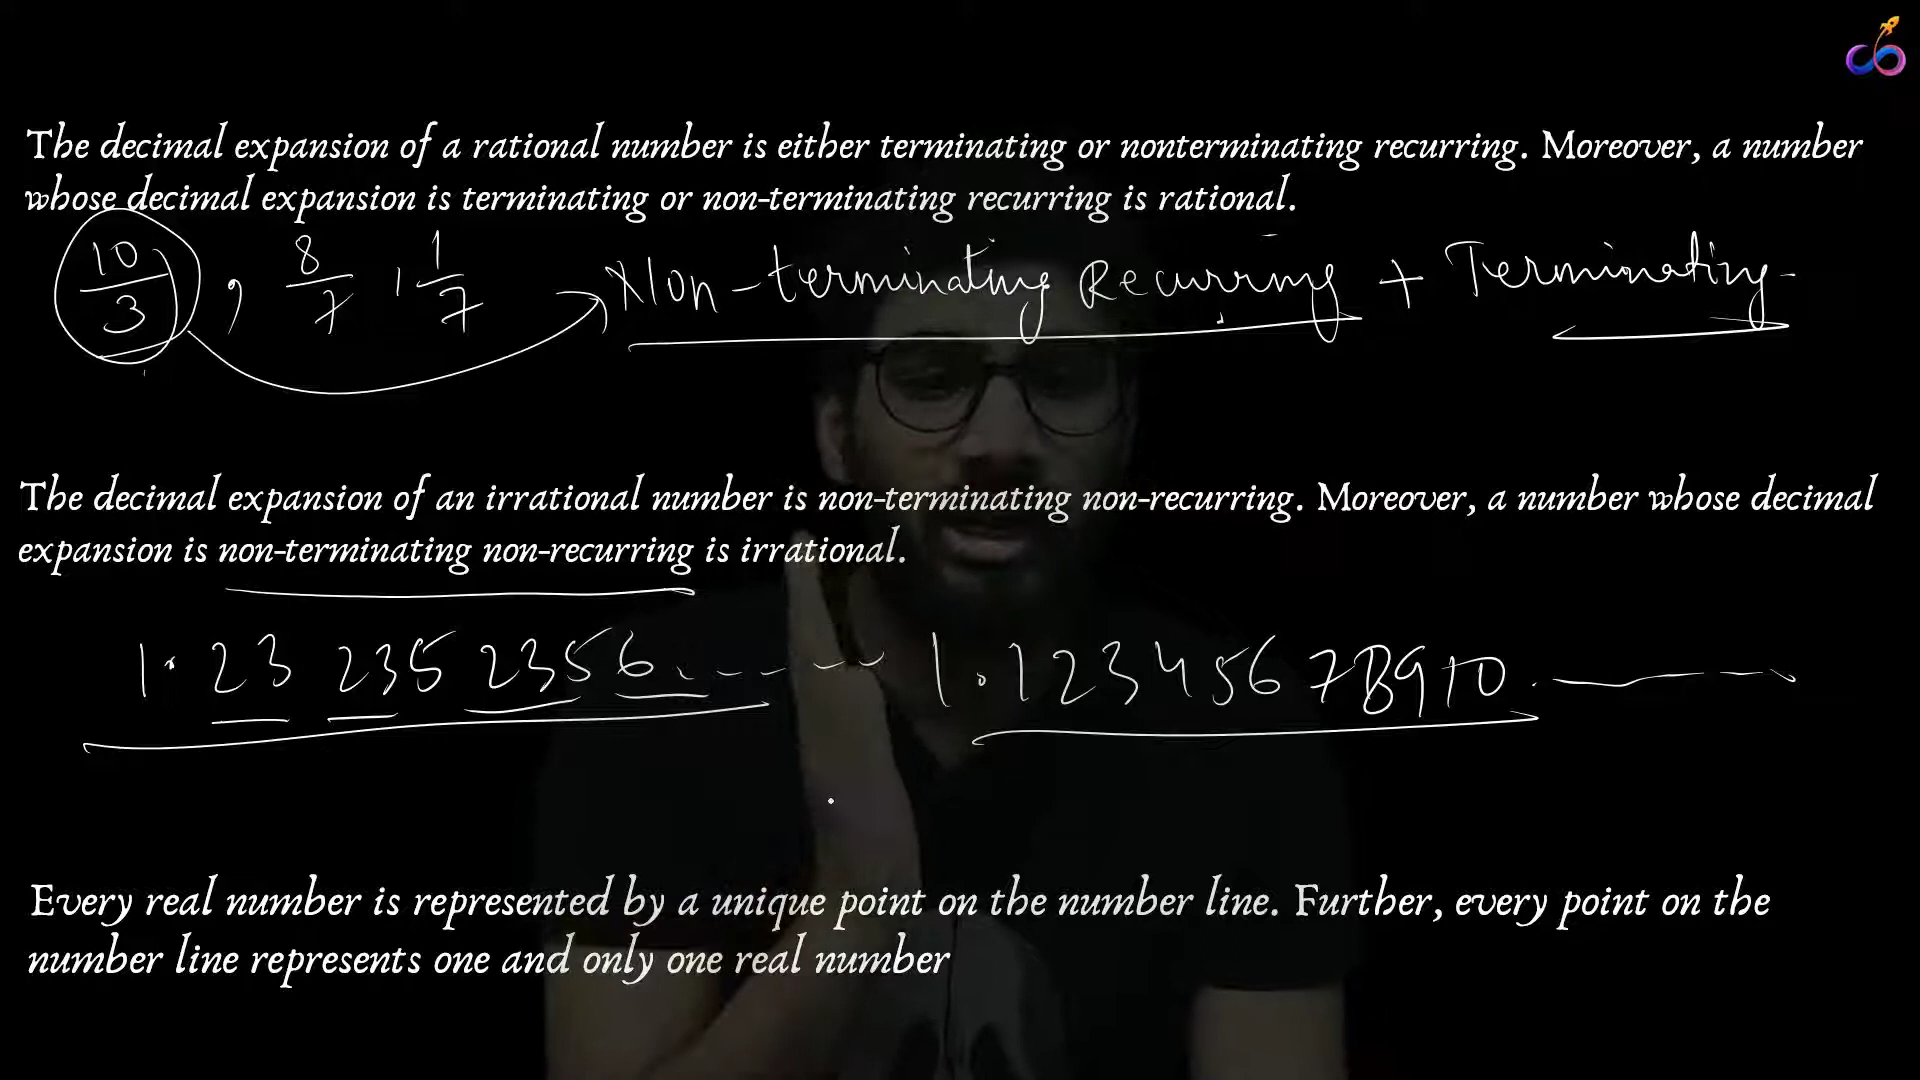 The decimal expansion of a rational number is either terminating or nonterminating recurring. Moreover, a number
whose decimal expansion is terminating or non-terminating recurring is rational.
10/3 , 8/7 , 1/7 Non-terminating Recurring + Terminating
The decimal expansion of an irrational number is non-terminating non-recurring. Moreover, a number whose decimal
expansion is non-terminating non-recurring is irrational.
1.23 235 2356..... 1.12345678910.-----
Every real number is represented by a unique point on the number line. Further, every point on the
number line represents one and only one real number